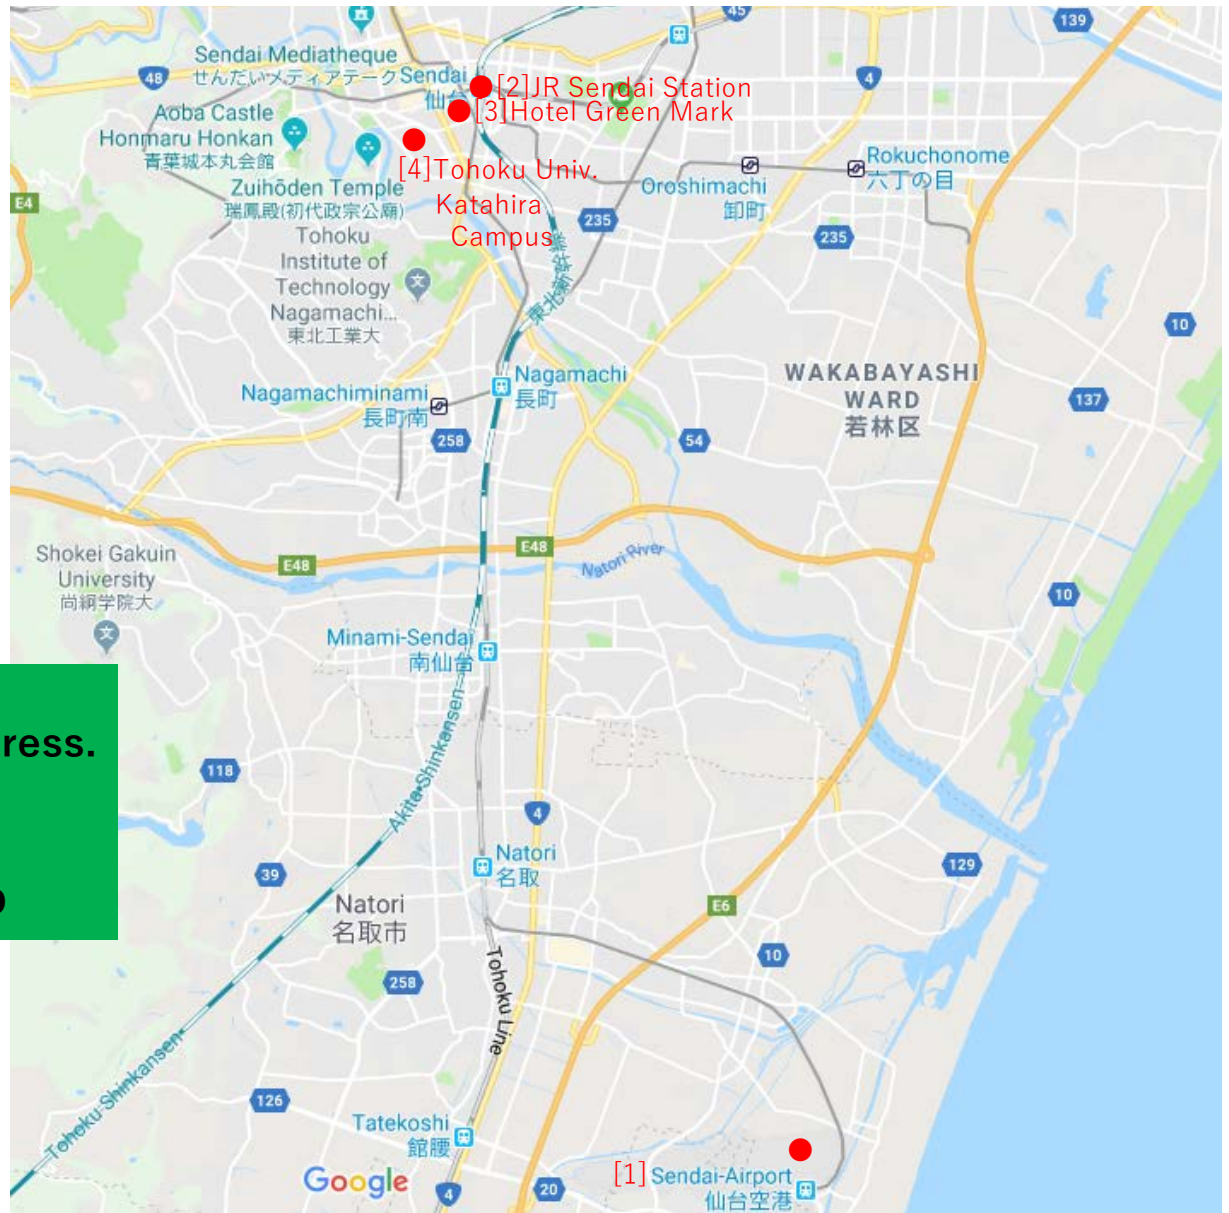 45
139
Sendai Mediatheque
せんだいメディアテーク
48
Sendai
仙台
4
[2]JR Sendai Station
[3]Hotel Green Mark
Aoba Castle
Honmaru Honkan
青葉城本丸会館
[4]Tohoku Univ.
Katahira
Campus
Zuihōden Temple
瑞鳳殿(初代政宗公廟)
E4
Oroshimachi
卸町
Rokuchonome
六丁の目
235
235
Tohoku
Institute of
Technology
Nagamachi...
東北工業大
東北新幹線
10
Nagamachi
長町
Nagamachiminami
長町南
WAKABAYASHI
WARD
若林区
137
258
54
Shokei Gakuin
University
尚絅学院大
E48
E48
Natori River
10
Minami-Sendai
南仙台
ress.
118
Akita-Shinkansen
4
Natori
名取
129
39
Natori
名取市
E6
10
258
Tohoku Line
Tohoku Shinkansen
126
Tatekoshi
館腰
[1]
Sendai-Airport
仙台空港
Google
4
20